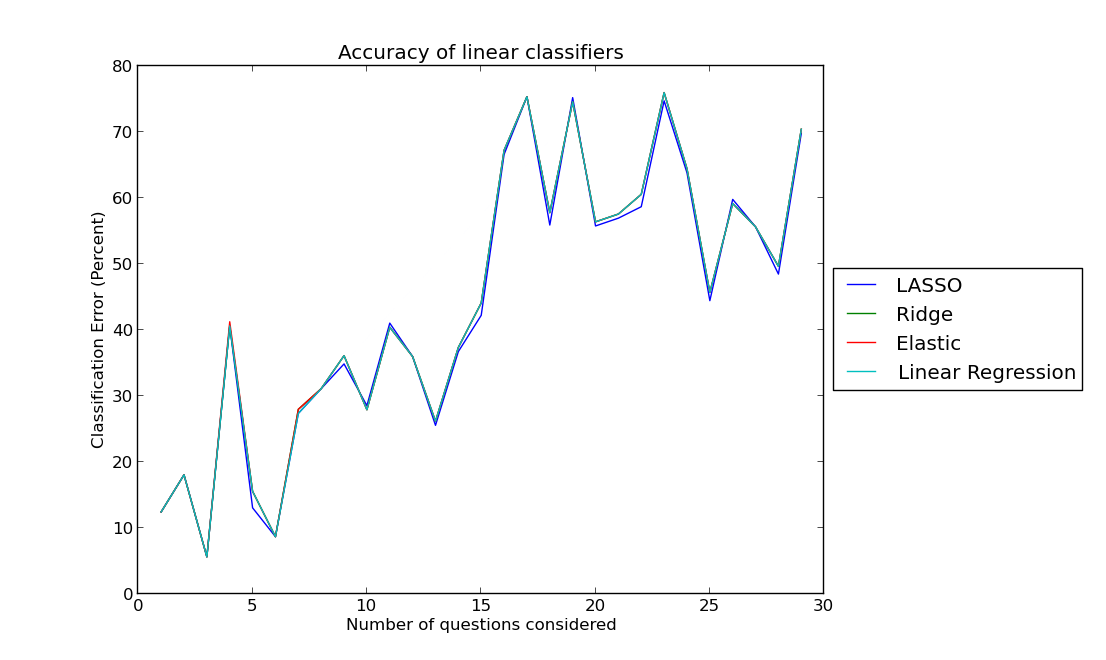 Accuracy of linear classifiers
Classification Error (Percent)
80
70
60
50
40
30
20
10
0
0 5 10 15 20 25 30
Number of questions considered
LASSO
Ridge
Elastic
Linear Regression